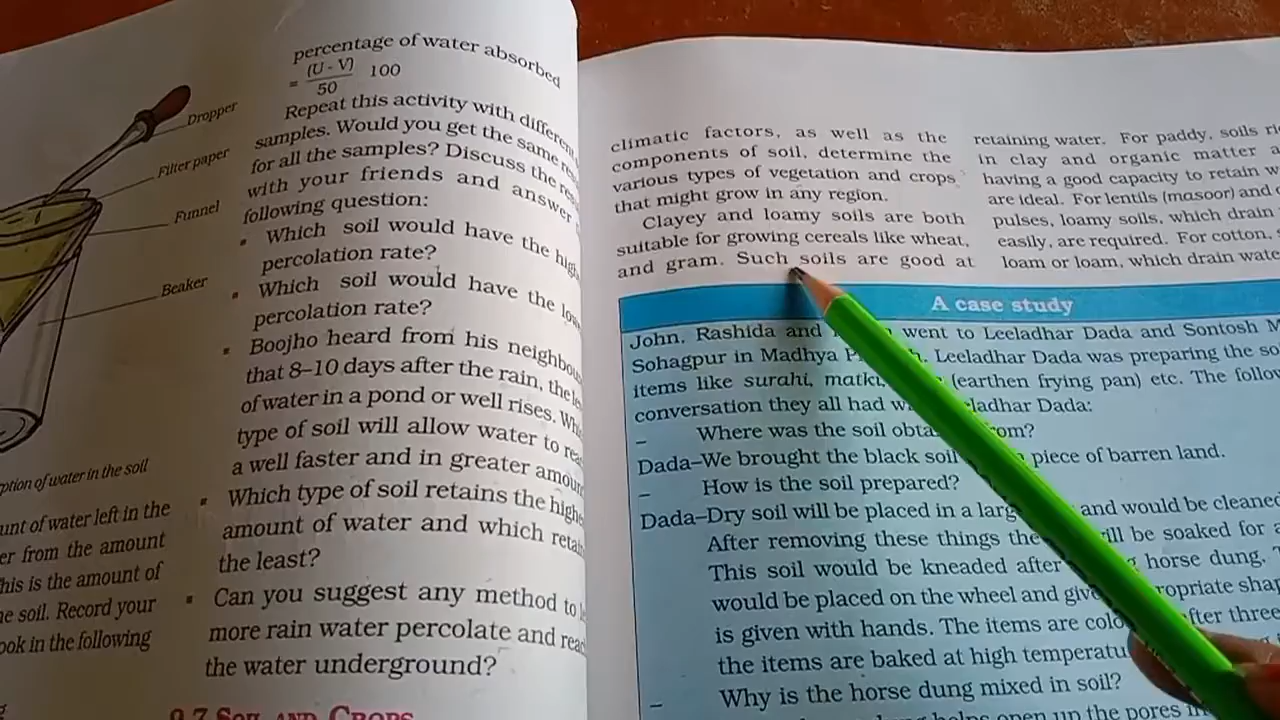 percentage of water absorbed
= (U - V) 100
50
Dropper
Filter paper
Funnel
Beaker
Repeat this activity with
samples. Would you get the same
for all the samples? Discuss the
with your friends and answer
following question:
▪ Which soil would have the
percolation rate?
▪ Which soil would have the
percolation rate?
▪ Boojho heard from his
that 8–10 days after the rain, the
of water in a pond or well rises.
type of soil will allow water to
a well faster and in greater
▪ Which type of soil retains the
amount of water and which
the least?
▪ Can you suggest any method to
more rain water percolate and
the water underground?
9.7 SOIL AND CROPS
of water in the soil
of water left in the
from the amount
is the amount of
soil. Record your
in the following
climatic factors, as well as the
components of soil, determine the
various types of vegetation and crops
that might grow in any region.
Clayey and loamy soils are both
suitable for growing cereals like wheat,
and gram. Such soils are good at
retaining water. For paddy, soils
in clay and organic matter
having a good capacity to retain
are ideal. For lentils (masoor) and
pulses, loamy soils, which drain
easily, are required. For cotton,
loam or loam, which drain
A case study
John, Rashida and went to Leeladhar Dada and Sontosh
Sohagpur in Madhya Leeladhar Dada was preparing the
items like surahi, matki, (earthen frying pan) etc. The
conversation they all had Dada:
– Where was the soil from?
Dada–We brought the black soil piece of barren land.
– How is the soil prepared?
Dada–Dry soil will be placed in a and would be
After removing these things the will be soaked for
This soil would be kneaded after horse dung.
would be placed on the wheel and
is given with hands. The items are three
the items are baked at high
– Why is the horse dung mixed in soil?
open up the pores